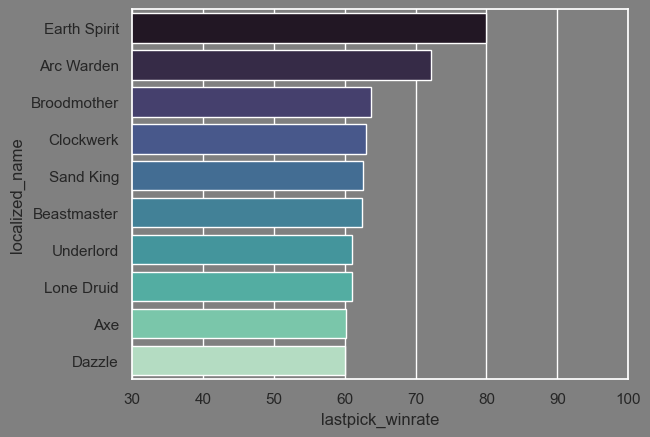 localized_name
Earth Spirit
Arc Warden
Broodmother
Clockwerk
Sand King
Beastmaster
Underlord
Lone Druid
Axe
Dazzle
30 40 50 60 70 80 90 100
lastpick_winrate